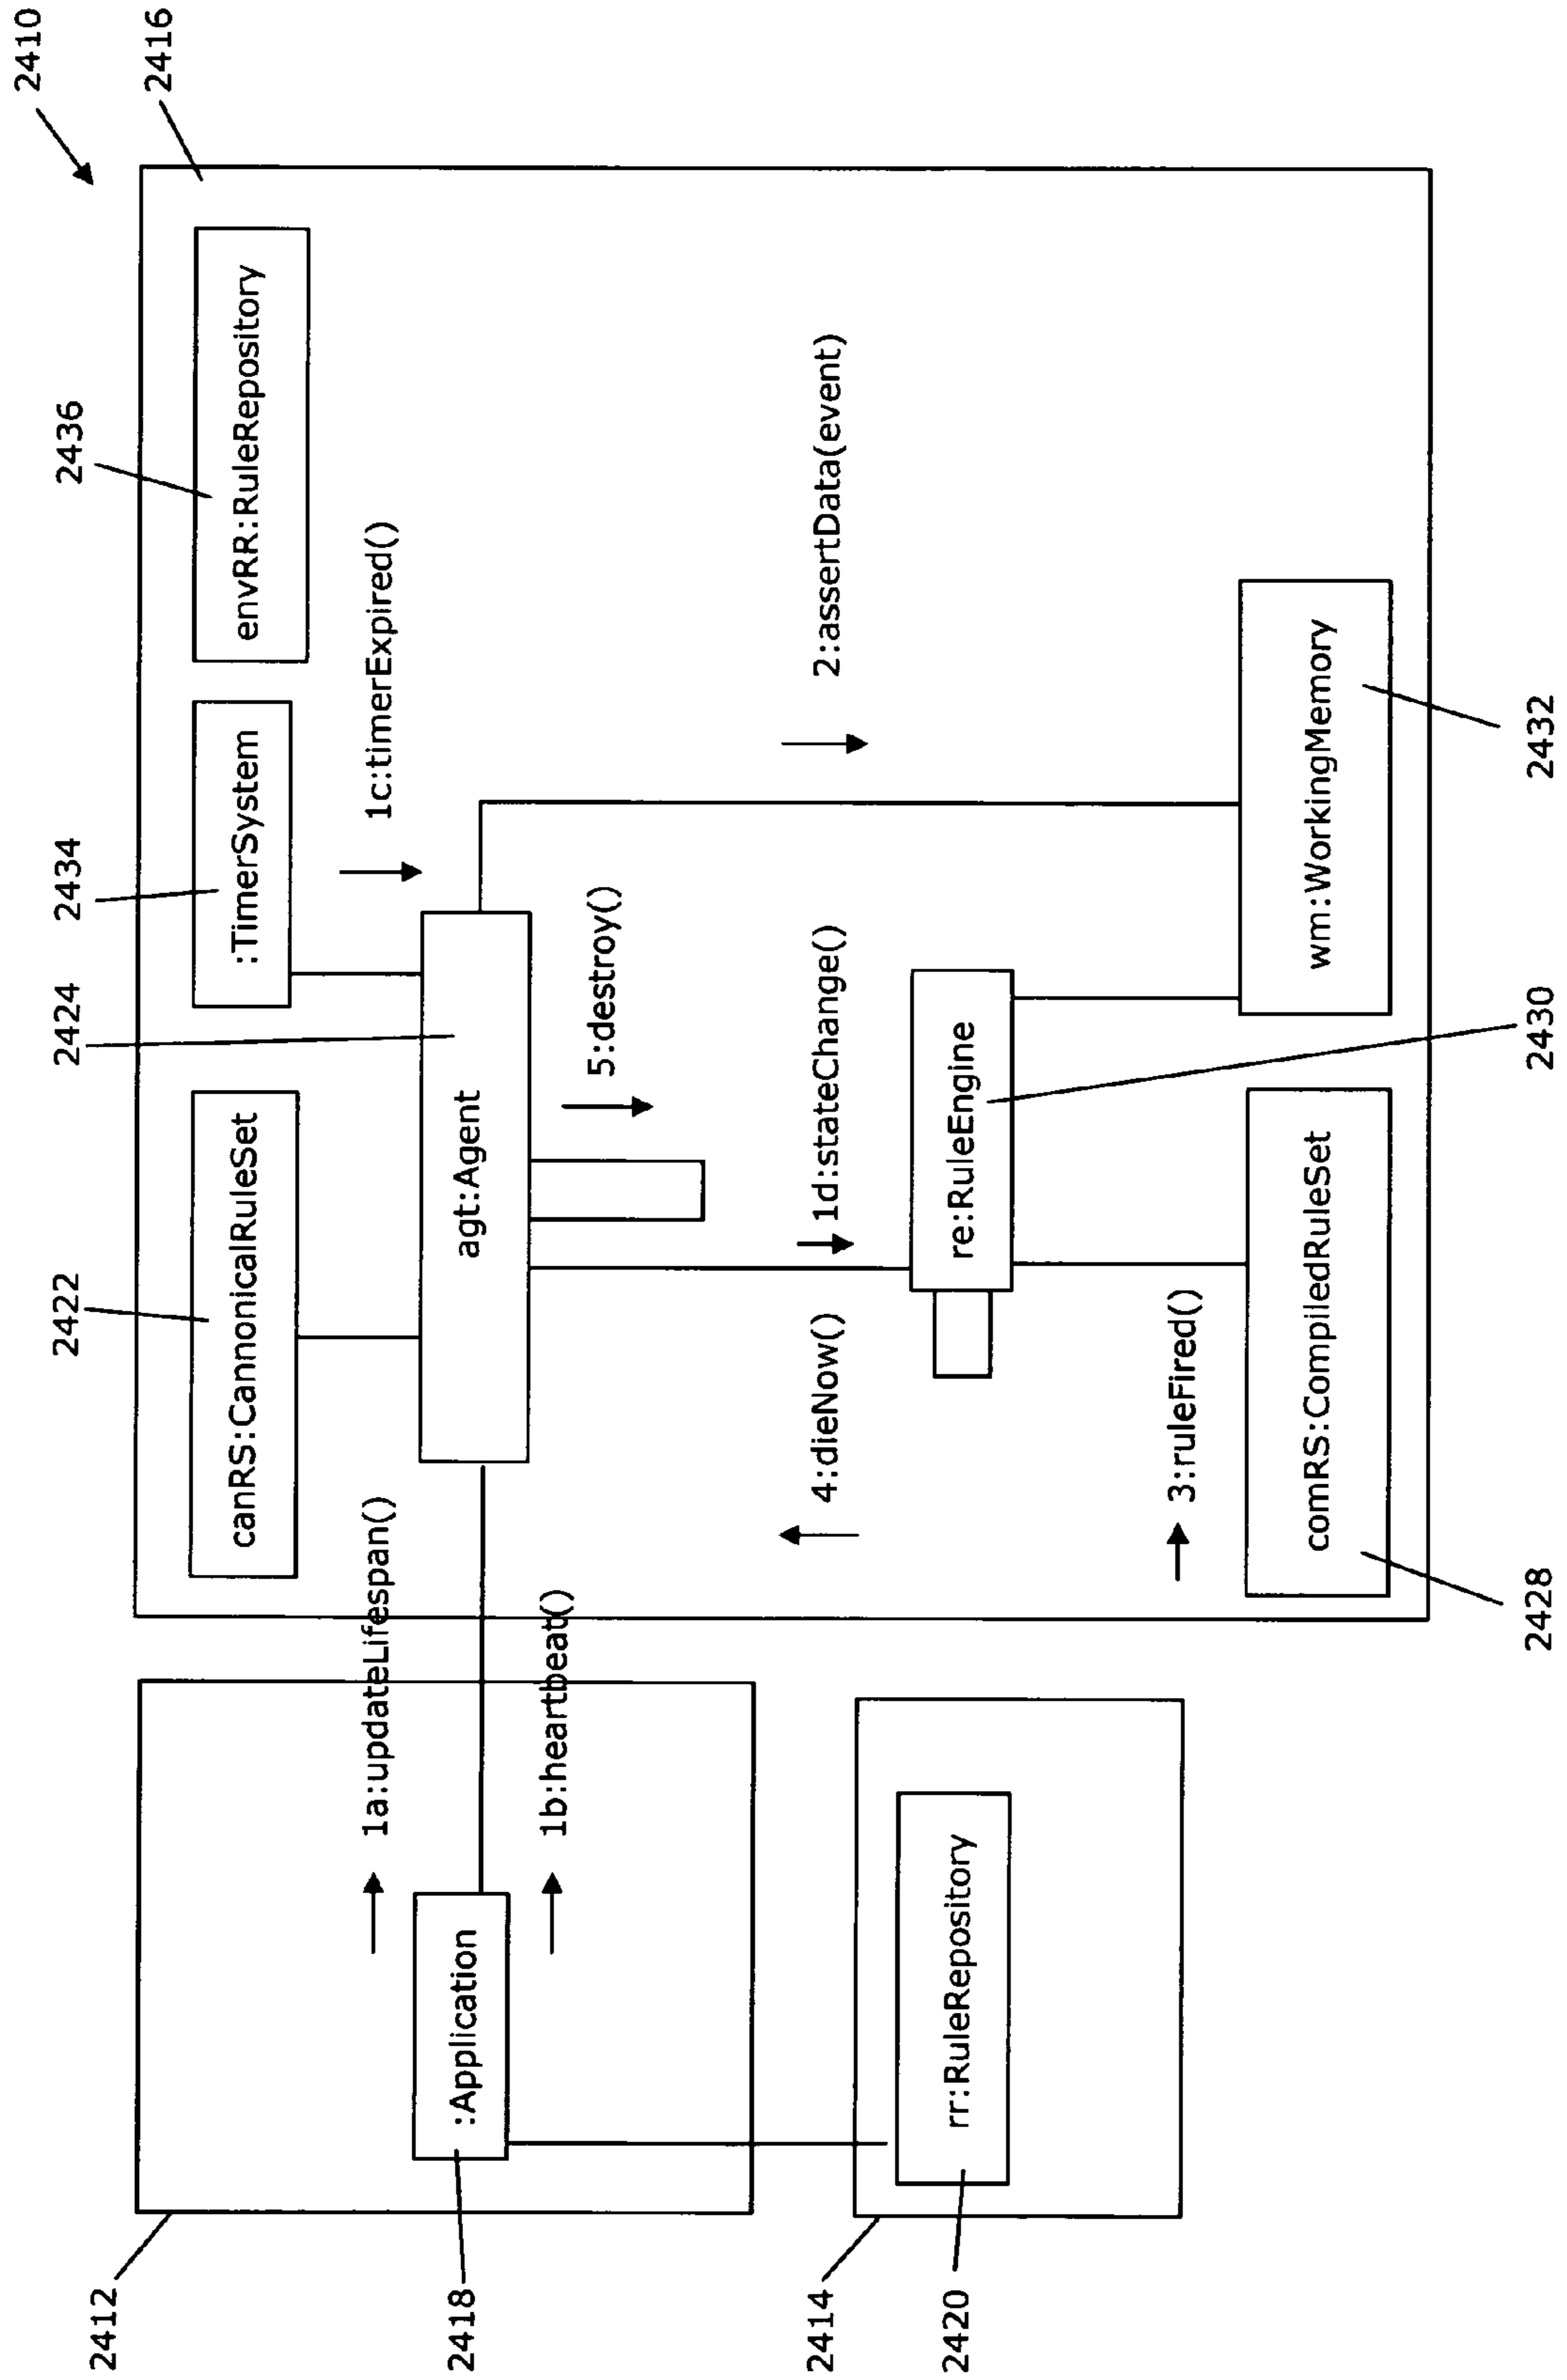 2410
2416
2436
2434
2424
2422
envRR:RuleRepository
:TimerSystem
canRS:CannonicalRuleSet
1c:timerExpired()
1a:updateLifespan()
2412
agt:Agent
:Application
2418
1b:heartbeat()
5:destroy()
2:assertData(event)
1d:stateChange()
4:dieNow()
2414
re:RuleEngine
rr:RuleRepository
2420
3:ruleFired()
wm:WorkingMemory
comRS:CompiledRuleSet
2432
2430
2428